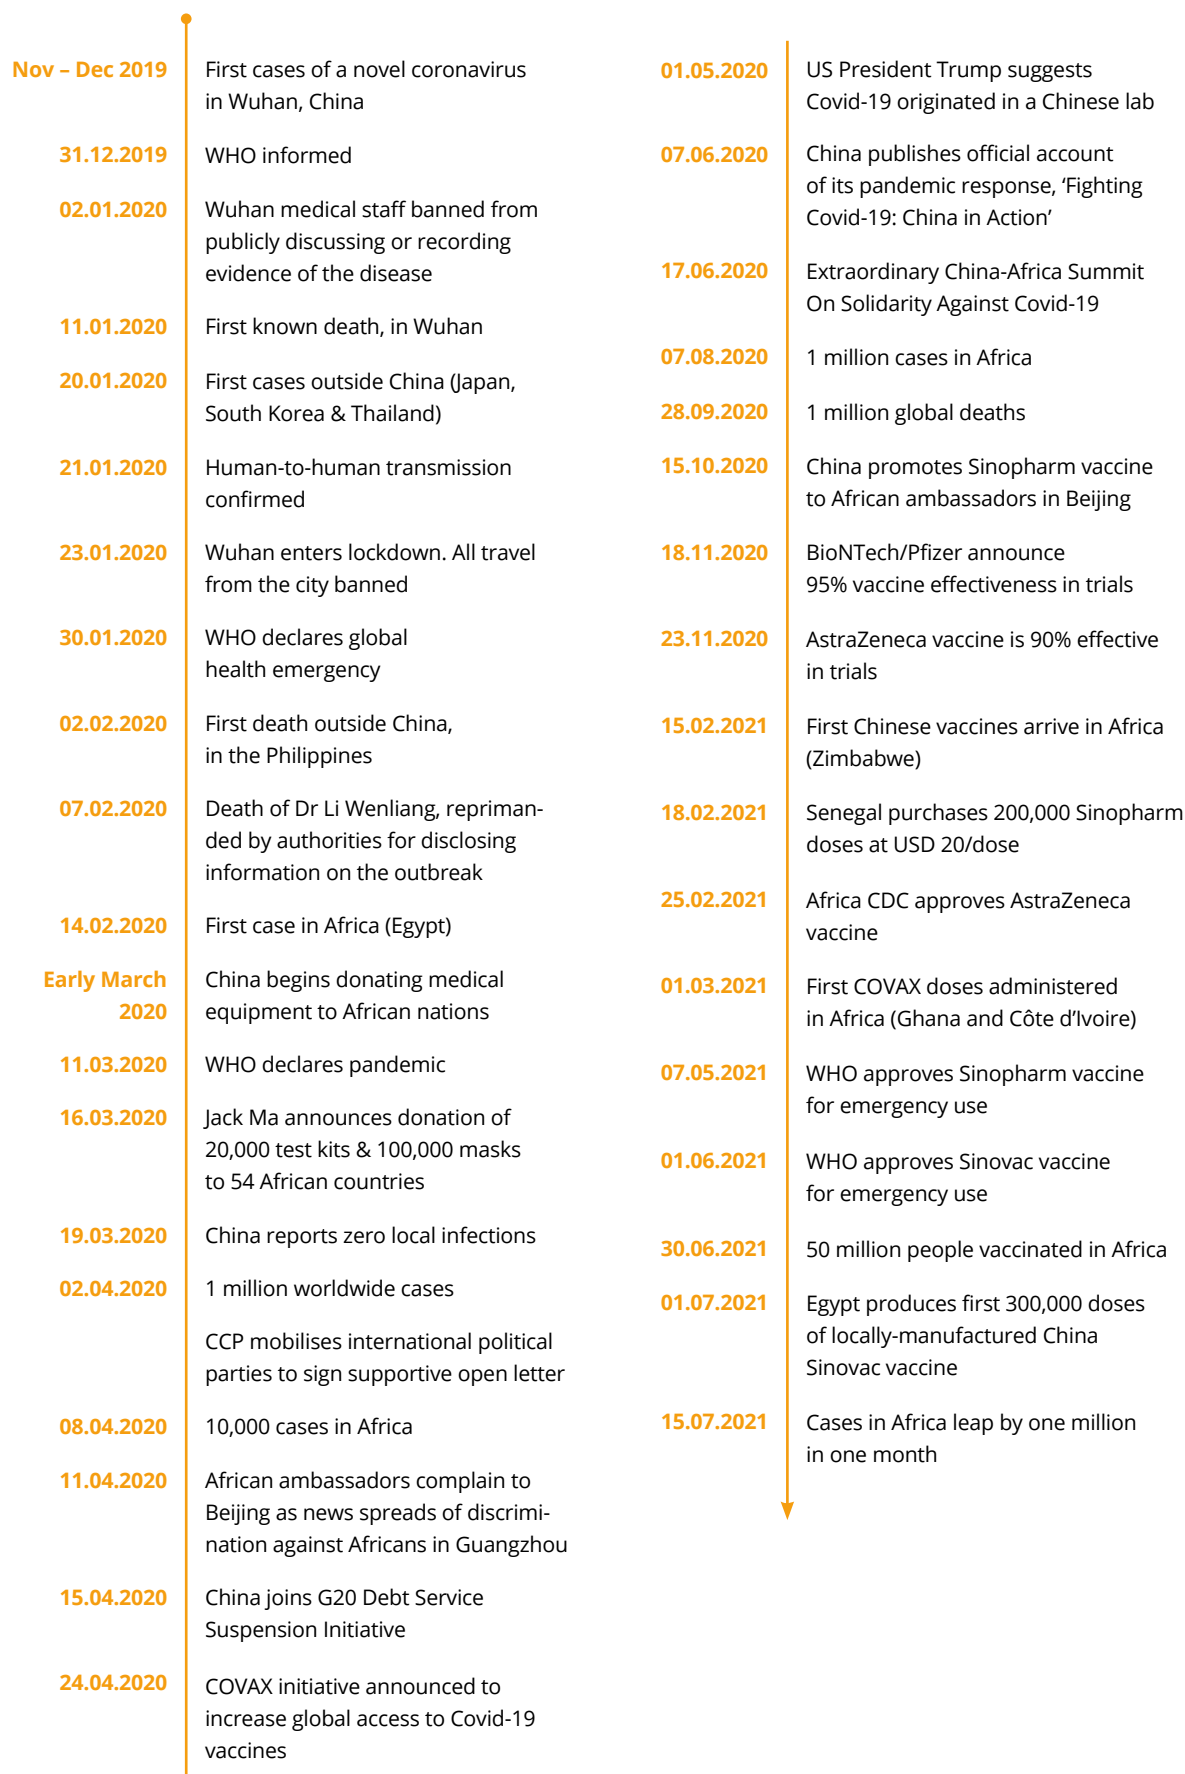 Nov – Dec 2019
First cases of a novel coronavirus
in Wuhan, China
31.12.2019
WHO informed
02.01.2020
Wuhan medical staff banned from
publicly discussing or recording
evidence of the disease
11.01.2020
First known death, in Wuhan
20.01.2020
First cases outside China (Japan,
South Korea & Thailand)
21.01.2020
Human-to-human transmission
confirmed
23.01.2020
Wuhan enters lockdown. All travel
from the city banned
30.01.2020
WHO declares global
health emergency
02.02.2020
First death outside China,
in the Philippines
07.02.2020
Death of Dr Li Wenliang, repriman-
ded by authorities for disclosing
information on the outbreak
14.02.2020
First case in Africa (Egypt)
Early March
2020
China begins donating medical
equipment to African nations
11.03.2020
WHO declares pandemic
16.03.2020
Jack Ma announces donation of
20,000 test kits & 100,000 masks
to 54 African countries
19.03.2020
China reports zero local infections
02.04.2020
1 million worldwide cases
CCP mobilises international political
parties to sign supportive open letter
08.04.2020
10,000 cases in Africa
11.04.2020
African ambassadors complain to
Beijing as news spreads of discrimi-
nation against Africans in Guangzhou
15.04.2020
China joins G20 Debt Service
Suspension Initiative
24.04.2020
COVAX initiative announced to
increase global access to Covid-19
vaccines
01.05.2020
US President Trump suggests
Covid-19 originated in a Chinese lab
07.06.2020
China publishes official account
of its pandemic response, ‘Fighting
Covid-19: China in Action’
17.06.2020
Extraordinary China-Africa Summit
On Solidarity Against Covid-19
07.08.2020
1 million cases in Africa
28.09.2020
1 million global deaths
15.10.2020
China promotes Sinopharm vaccine
to African ambassadors in Beijing
18.11.2020
BioNTech/Pfizer announce
95% vaccine effectiveness in trials
23.11.2020
AstraZeneca vaccine is 90% effective
in trials
15.02.2021
First Chinese vaccines arrive in Africa
(Zimbabwe)
18.02.2021
Senegal purchases 200,000 Sinopharm
doses at USD 20/dose
25.02.2021
Africa CDC approves AstraZeneca
vaccine
01.03.2021
First COVAX doses administered
in Africa (Ghana and Côte d’Ivoire)
07.05.2021
WHO approves Sinopharm vaccine
for emergency use
01.06.2021
WHO approves Sinovac vaccine
for emergency use
30.06.2021
50 million people vaccinated in Africa
01.07.2021
Egypt produces first 300,000 doses
of locally-manufactured China
Sinovac vaccine
15.07.2021
Cases in Africa leap by one million
in one month